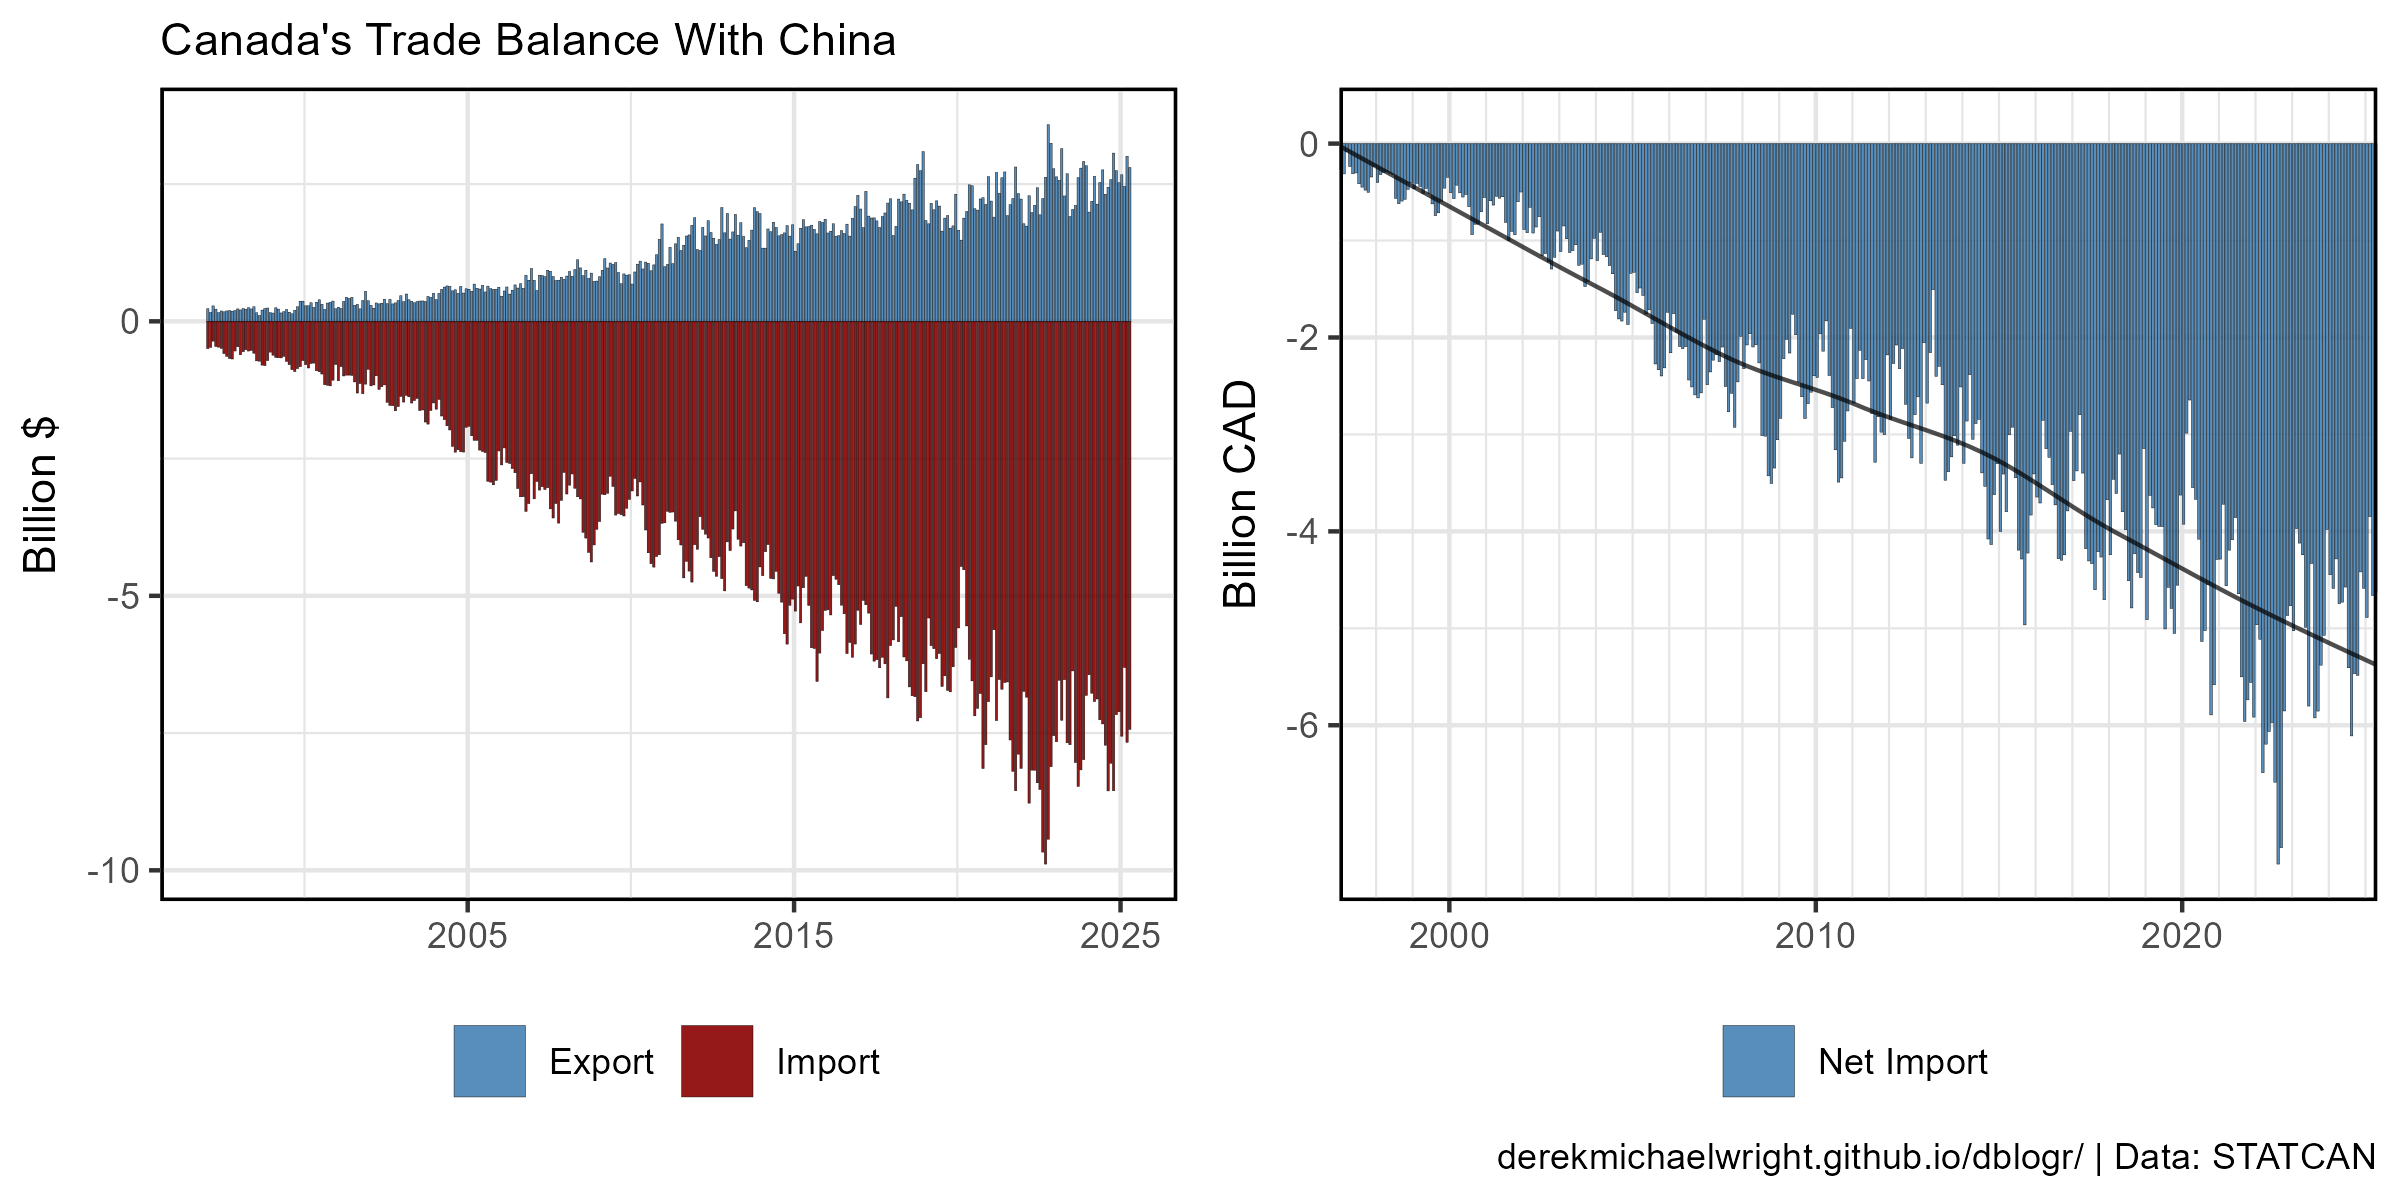 Canada's Trade Balance With China
Billion $
0
-5
-10
2005 2015 2025
Export Import
Billion CAD
0
-2
-4
-6
2000 2010 2020
Net Import
derekmichaelwright.github.io/dblogr/ | Data: STATCAN